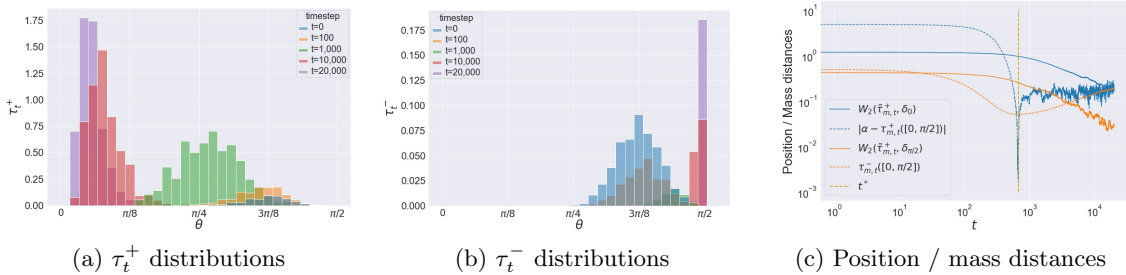 timestep
t=0
t=100
t=1,000
t=10,000
t=20,000
τ_t^+
1.75
1.50
1.25
1.00
0.75
0.50
0.25
0.00
0 π/8 π/4 3π/8 π/2
θ
(a) τ_t^+ distributions
timestep
t=0
t=100
t=1,000
t=10,000
t=20,000
τ_t^-
0.175
0.150
0.125
0.100
0.075
0.050
0.025
0.000
0 π/8 π/4 3π/8 π/2
θ
(b) τ_t^- distributions
Position / Mass distances
10^1
10^0
10^-1
10^-2
10^-3
W_2(τ̃_{m,t}^+, δ_0)
|α − τ_{m,t}^+([0, π/2])|
W_2(τ̃_{m,t}^+, δ_{π/2})
τ_{m,t}^-([0, π/2])
t*
10^0 10^1 10^2 10^3 10^4
t
(c) Position / mass distances